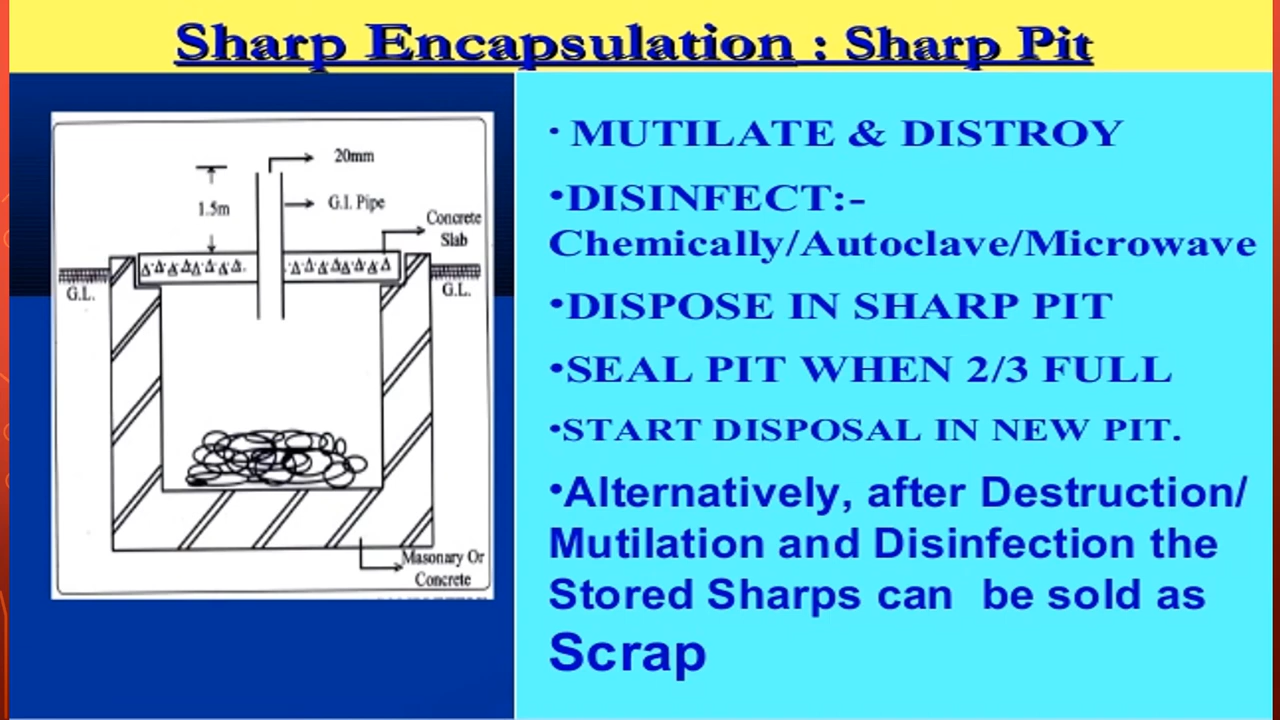 Sharp Encapsulation : Sharp Pit
20mm
1.5m
G.I. Pipe
Concrete
Slab
G.L.
G.L.
Masonary Or
Concrete
• MUTILATE & DISTROY
•DISINFECT:-
Chemically/Autoclave/Microwave
•DISPOSE IN SHARP PIT
•SEAL PIT WHEN 2/3 FULL
•START DISPOSAL IN NEW PIT.
•Alternatively, after Destruction/
Mutilation and Disinfection the
Stored Sharps can be sold as
Scrap